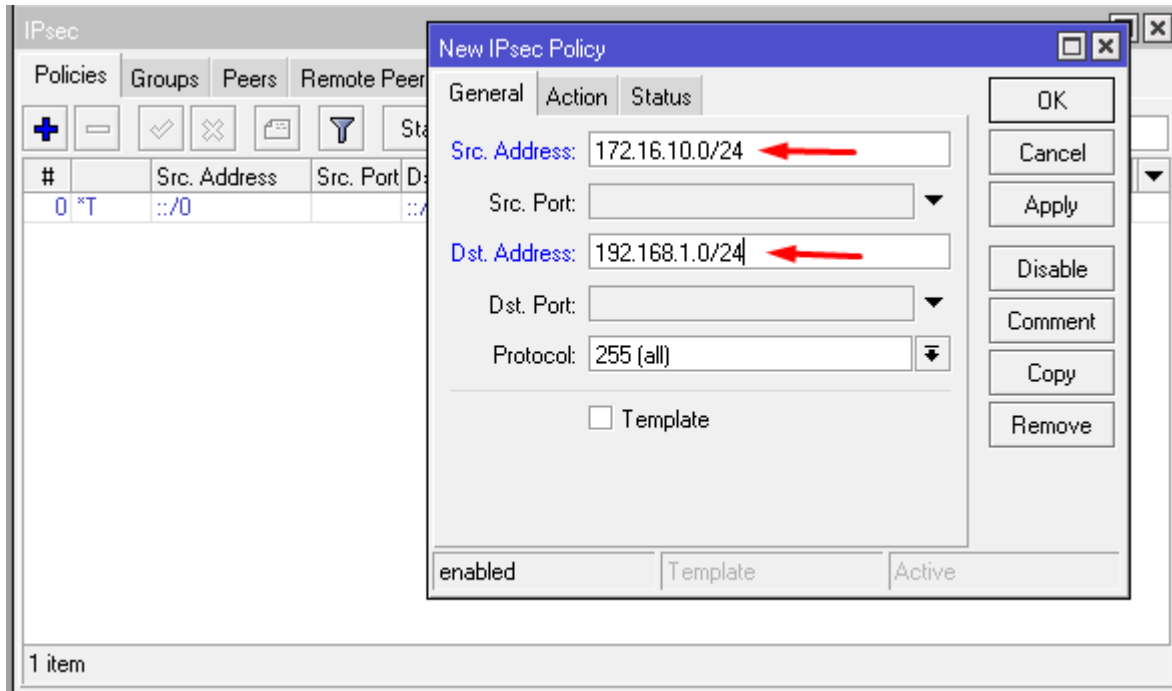 IPsec
Policies Groups Peers Remote Peer
Sta
# Src. Address Src. Port D
0 *T ::/0 ::/
1 item
New IPsec Policy
General Action Status
Src. Address: 172.16.10.0/24
Src. Port:
Dst. Address: 192.168.1.0/24
Dst. Port:
Protocol: 255 (all)
Template
enabled Template Active
OK
Cancel
Apply
Disable
Comment
Copy
Remove